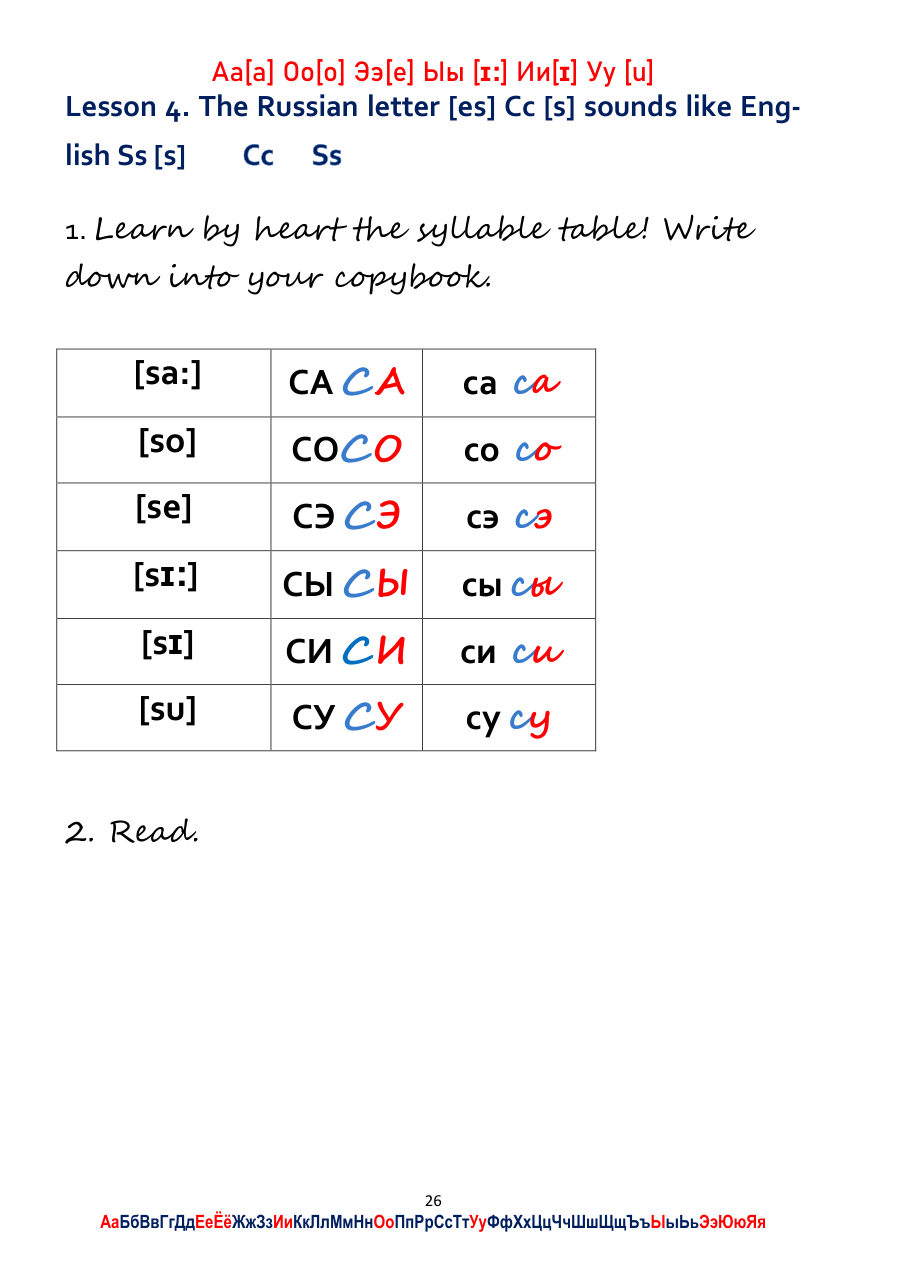 Аа[a] Оо[o] Ээ[e] Ыы [ɪ:] Ии[ɪ] Уу [u]
Lesson 4. The Russian letter [es] Сс [s] sounds like Eng-
lish Ss [s] Сс Ss
1. Learn by heart the syllable table! Write
down into your copybook.
[sa:] СА СА са са
[so] СО СО со со
[se] СЭ СЭ сэ сэ
[sɪ:] СЫ СЫ сы сы
[sɪ] СИ СИ си си
[su] СУ СУ су су
2. Read.
26
АаБбВвГгДдЕеЁёЖжЗзИиКкЛлМмНнОоПпРрСсТтУуФфХхЦцЧчШшЩщЪъЫыЬьЭэЮюЯя